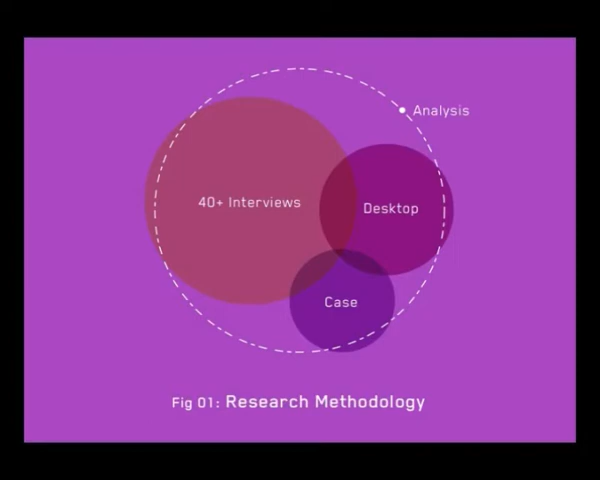 Analysis
40+ Interviews
Desktop
Case
Fig 01: Research Methodology